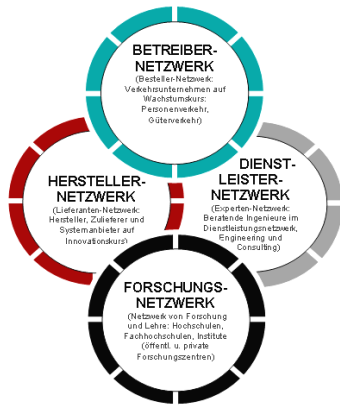 BETREIBER-
NETZWERK
(Besteller-Netzwerk:
Verkehrsunternehmen auf
Wachstumskurs:
Personenverkehr,
Güterverkehr)
HERSTELLER-
NETZWERK
(Lieferanten-Netzwerk:
Hersteller, Zulieferer und
Systemanbieter auf
Innovationskurs)
DIENST-
LEISTER-
NETZWERK
(Experten-Netzwerk:
Beratende Ingenieure im
Dienstleistungsnetzwerk,
Engineering und
Consulting)
FORSCHUNGS-
NETZWERK
(Netzwerk von Forschung
und Lehre: Hochschulen,
Fachhochschulen, Institute
(öffentl. u. private
Forschungszentren)